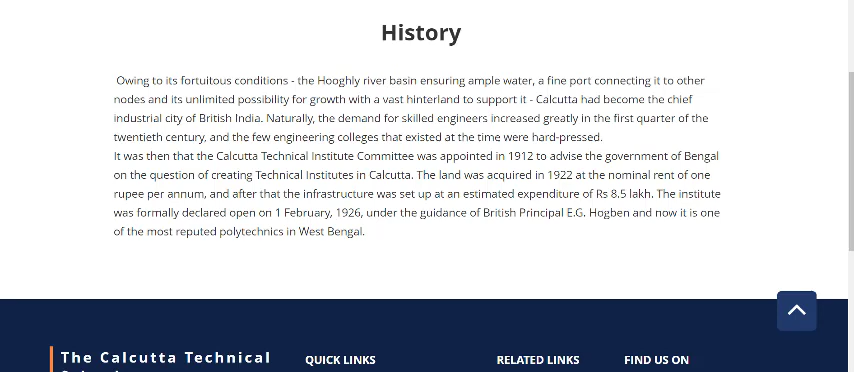 History
Owing to its fortuitous conditions - the Hooghly river basin ensuring ample water, a fine port connecting it to other
nodes and its unlimited possibility for growth with a vast hinterland to support it - Calcutta had become the chief
industrial city of British India. Naturally, the demand for skilled engineers increased greatly in the first quarter of the
twentieth century, and the few engineering colleges that existed at the time were hard-pressed.
It was then that the Calcutta Technical Institute Committee was appointed in 1912 to advise the government of Bengal
on the question of creating Technical Institutes in Calcutta. The land was acquired in 1922 at the nominal rent of one
rupee per annum, and after that the infrastructure was set up at an estimated expenditure of Rs 8.5 lakh. The institute
was formally declared open on 1 February, 1926, under the guidance of British Principal E.G. Hogben and now it is one
of the most reputed polytechnics in West Bengal.
The Calcutta Technical
QUICK LINKS
RELATED LINKS
FIND US ON